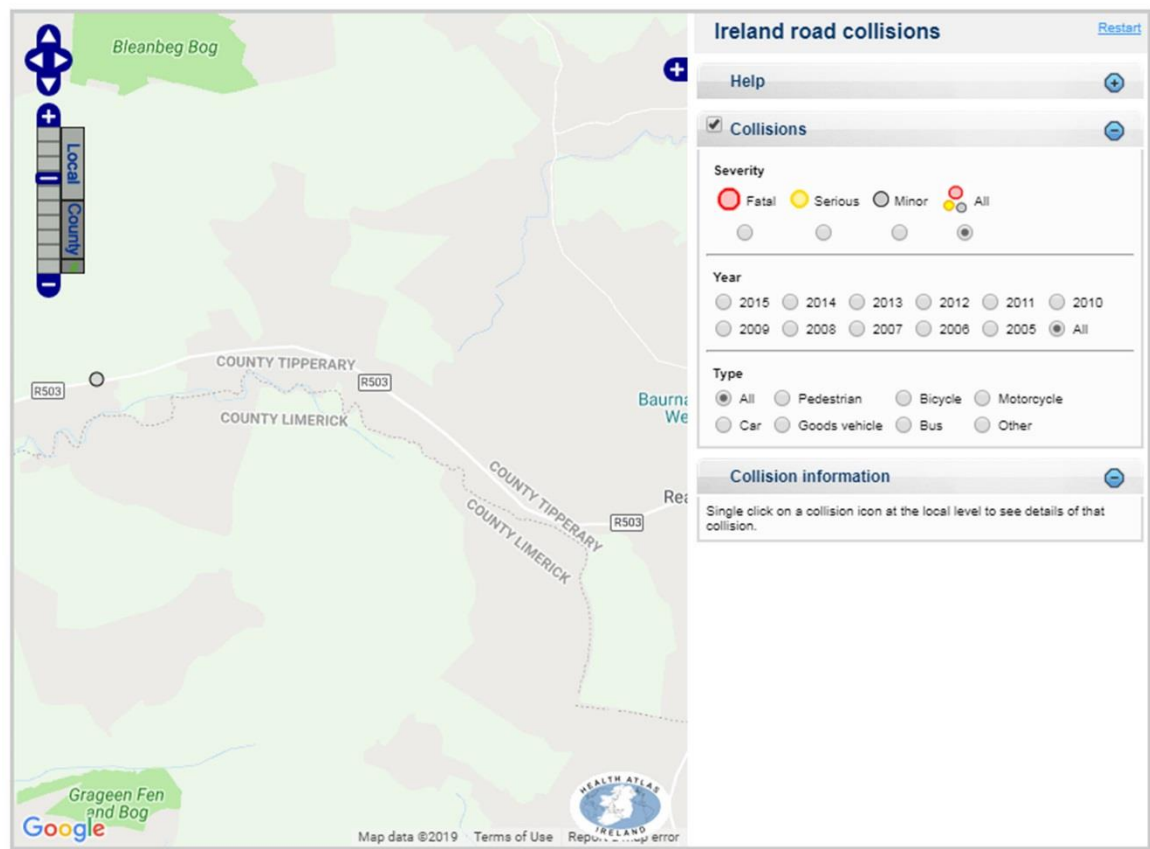 Bleanbeg Bog
Local
County
COUNTY TIPPERARY
R503
R503
COUNTY LIMERICK
COUNTY TIPPERARY
COUNTY LIMERICK
R503
Grageen Fen
and Bog
Google
HEALTH ATLAS
IRELAND
Map data ©2019 Terms of Use
Ireland road collisions
Restart
Help
Collisions
Severity
Fatal Serious Minor All
Year
2015 2014 2013 2012 2011 2010
2009 2008 2007 2006 2005 All
Type
All Pedestrian Bicycle Motorcycle
Car Goods vehicle Bus Other
Collision information
Single click on a collision icon at the local level to see details of that
collision.